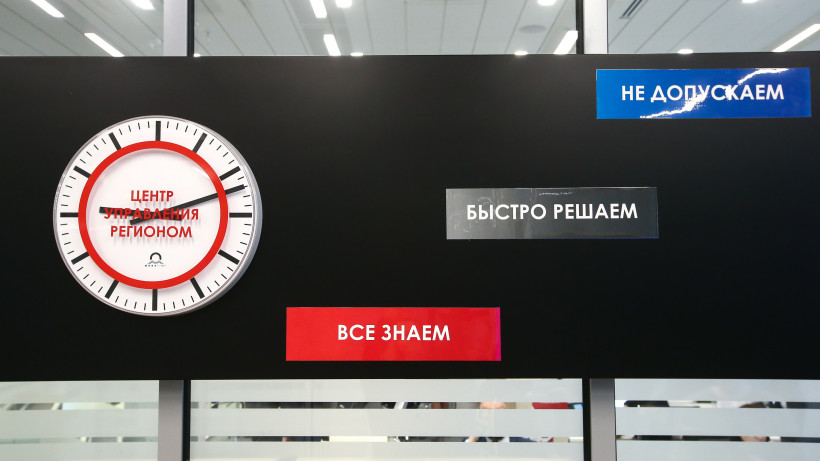 ЦЕНТР
УПРАВЛЕНИЯ
РЕГИОНОМ
НЕ ДОПУСКАЕМ
БЫСТРО РЕШАЕМ
ВСЕ ЗНАЕМ